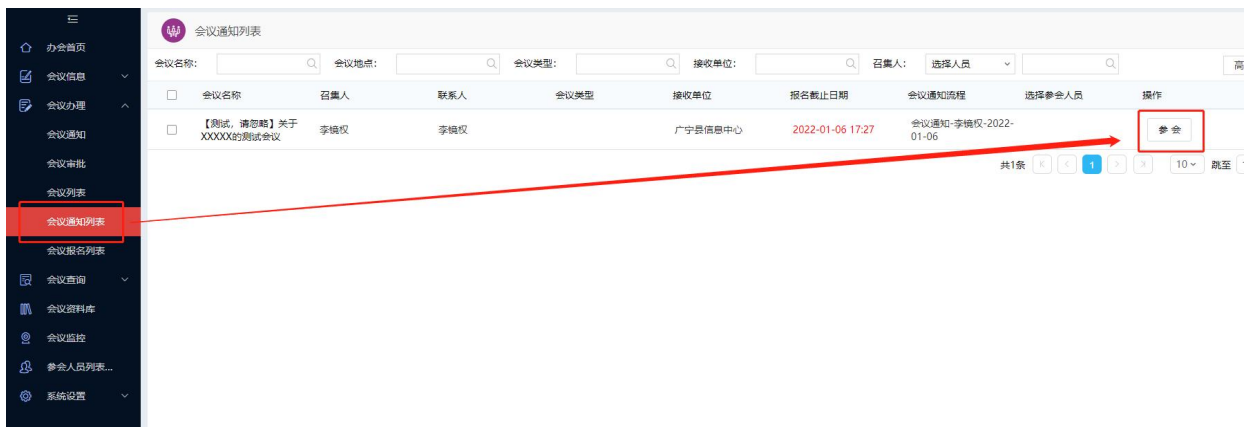 会议通知列表
办会首页
会议信息
会议办理
会议通知
会议审批
会议列表
会议通知列表
会议报名列表
会议查询
会议资料库
会议监控
参会人员列表...
系统设置
会议名称: 会议地点: 会议类型: 接收单位: 召集人: 选择人员 高
会议名称 召集人 联系人 会议类型 接收单位 报名截止日期 会议通知流程 选择参会人员 操作
【测试，请忽略】关于 李镜权 李镜权 广宁县信息中心 2022-01-06 17:27 会议通知-李镜权-2022- 参会
XXXXX的测试会议 01-06
共1条 1 10 跳至 1